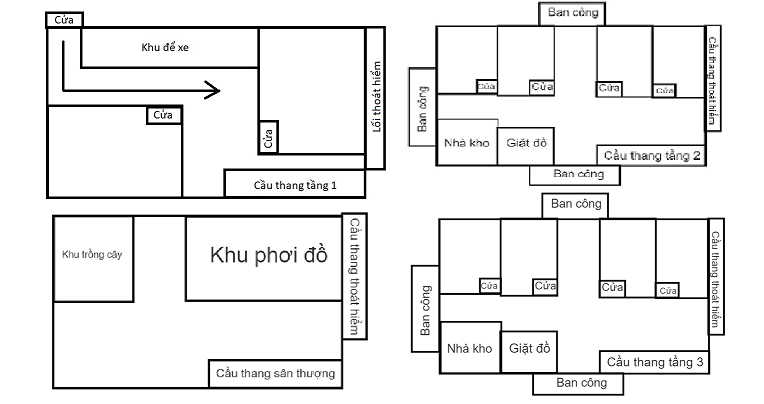 Cửa
Khu để xe
Cửa
Cửa
Lối thoát hiểm
Cầu thang tầng 1
Ban công
Ban công
Cửa
Cửa
Cửa
Cửa
Cầu thang thoát hiểm
Nhà kho
Giặt đồ
Cầu thang tầng 2
Ban công
Khu trồng cây
Khu phơi đồ
Cầu thang thoát hiểm
Cầu thang sân thượng
Ban công
Ban công
Cửa
Cửa
Cửa
Cửa
Cầu thang thoát hiểm
Nhà kho
Giặt đồ
Cầu thang tầng 3
Ban công